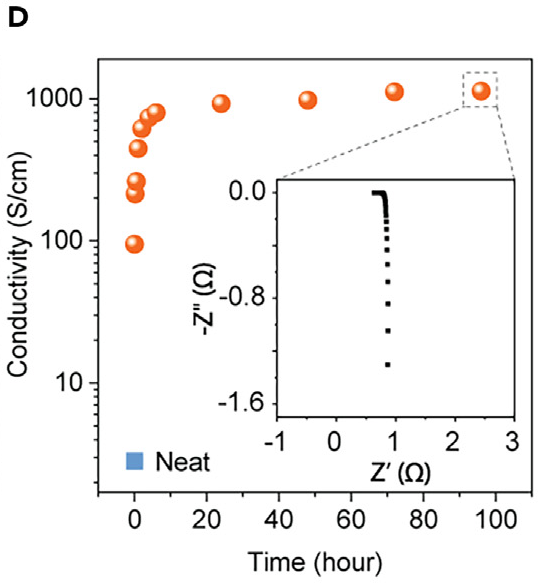 D
Conductivity (S/cm)
1000
100
10
0.0
-0.8
-1.6
-Z" (Ω)
-1 0 1 2 3
Z′ (Ω)
Neat
0 20 40 60 80 100
Time (hour)